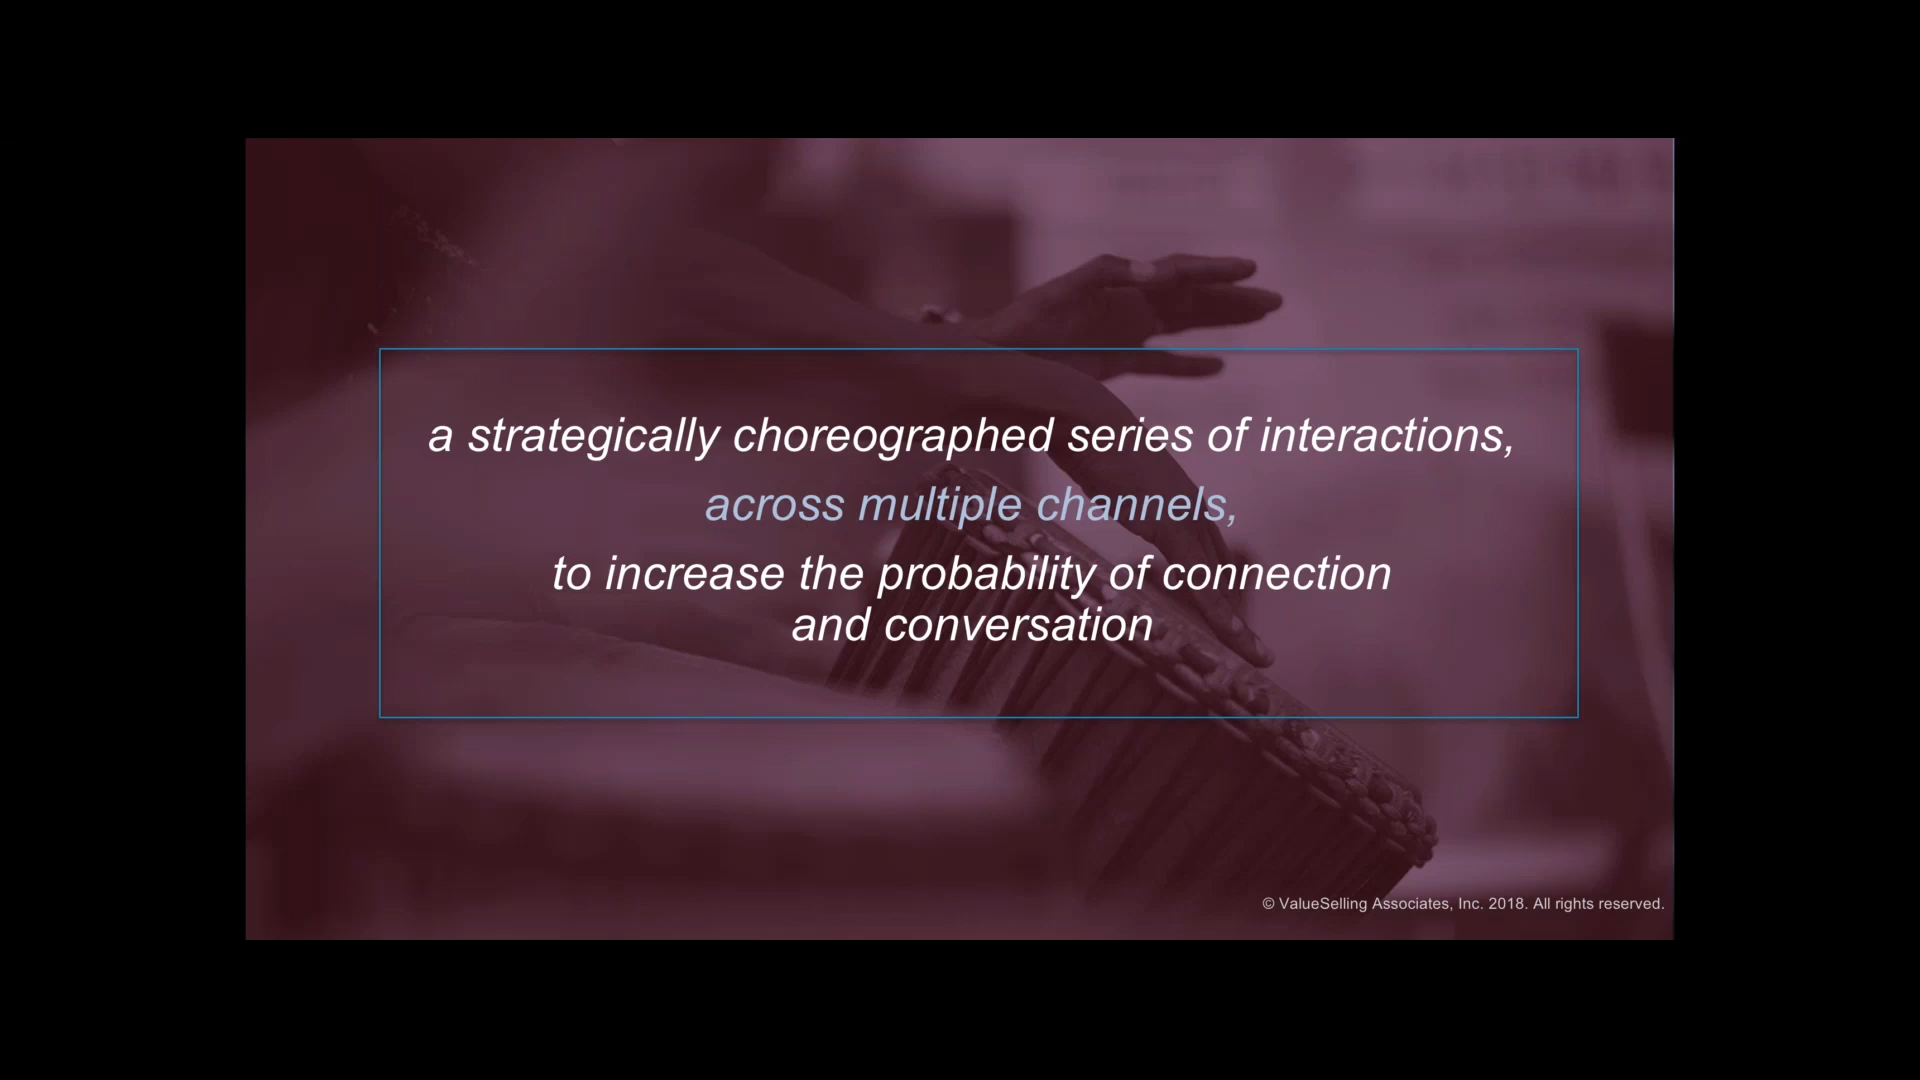 a strategically choreographed series of interactions,
across multiple channels,
to increase the probability of connection
and conversation
© ValueSelling Associates, Inc. 2018. All rights reserved.